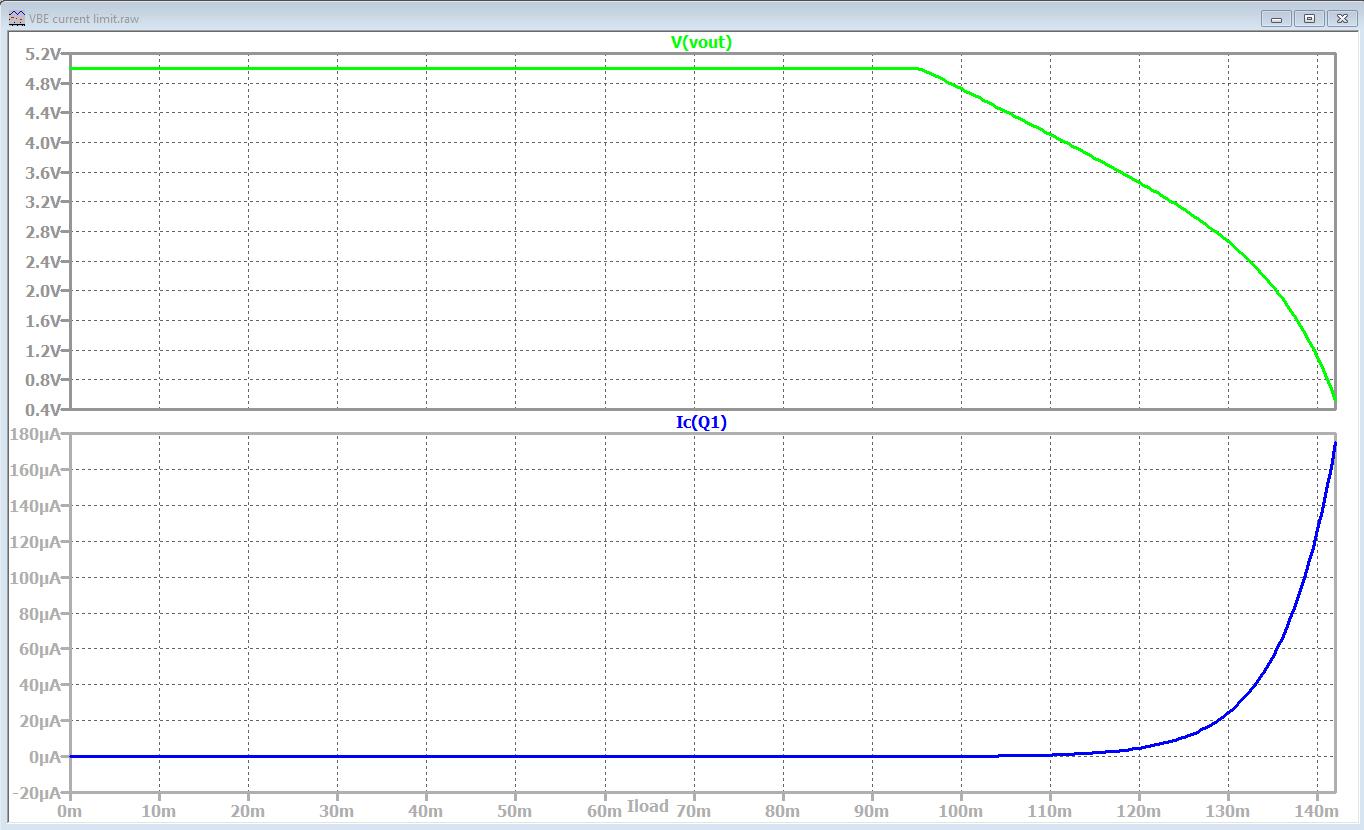 VBE current limit.raw
V(vout)
5.2V
4.8V
4.4V
4.0V
3.6V
3.2V
2.8V
2.4V
2.0V
1.6V
1.2V
0.8V
0.4V
Ic(Q1)
180µA
160µA
140µA
120µA
100µA
80µA
60µA
40µA
20µA
0µA
-20µA
0m 10m 20m 30m 40m 50m 60m Iload 70m 80m 90m 100m 110m 120m 130m 140m